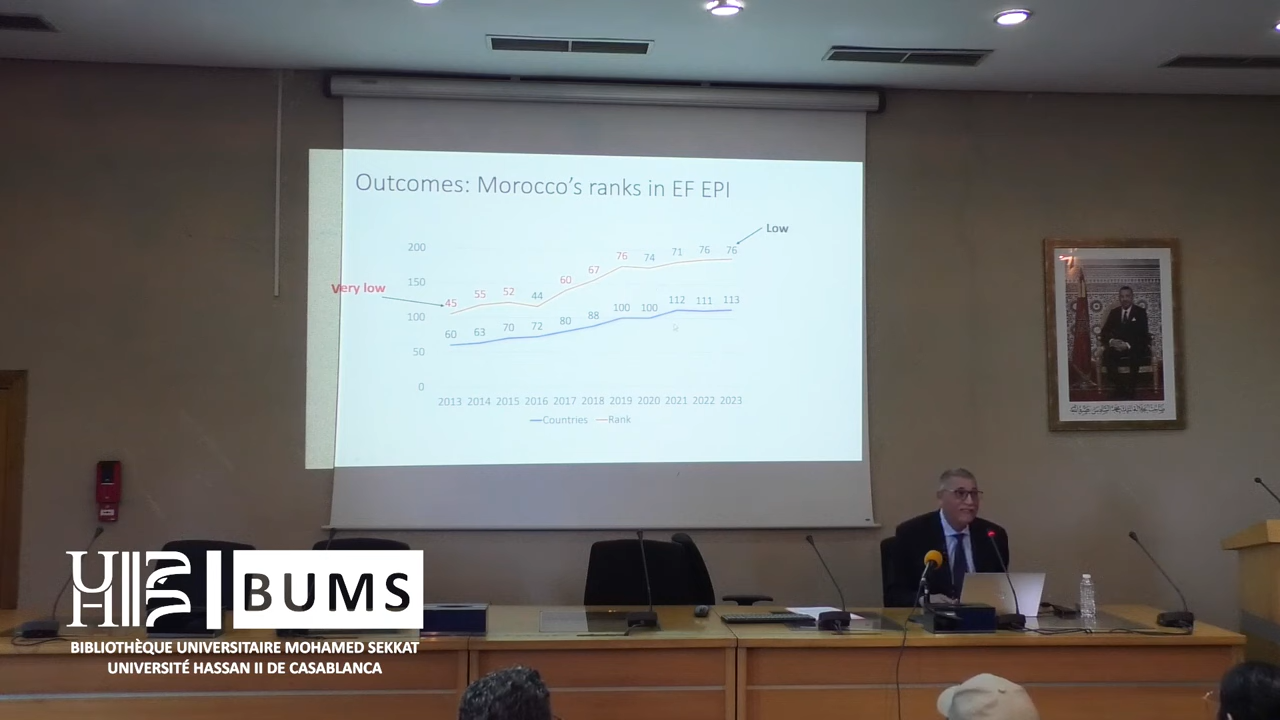 Outcomes: Morocco's ranks in EF EPI
Low
200
150
100
50
0
Very low
45 55 52 44 60 67 76 74 71 76 76
60 63 70 72 80 88 100 100 112 111 113
2013 2014 2015 2016 2017 2018 2019 2020 2021 2022 2023
Countries Rank
UH2C | BUMS
BIBLIOTHÈQUE UNIVERSITAIRE MOHAMED SEKKAT
UNIVERSITÉ HASSAN II DE CASABLANCA